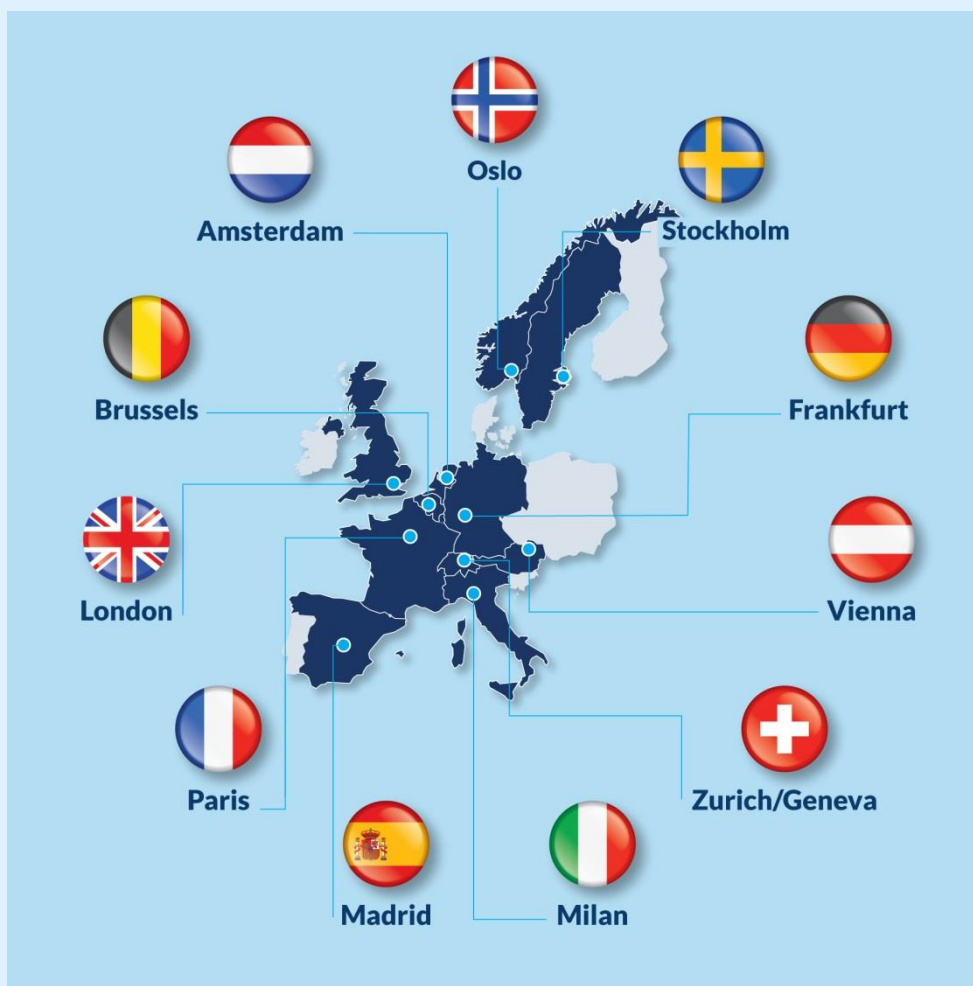 Oslo
Amsterdam
Stockholm
Brussels
Frankfurt
London
Vienna
Paris
Zurich/Geneva
Madrid
Milan